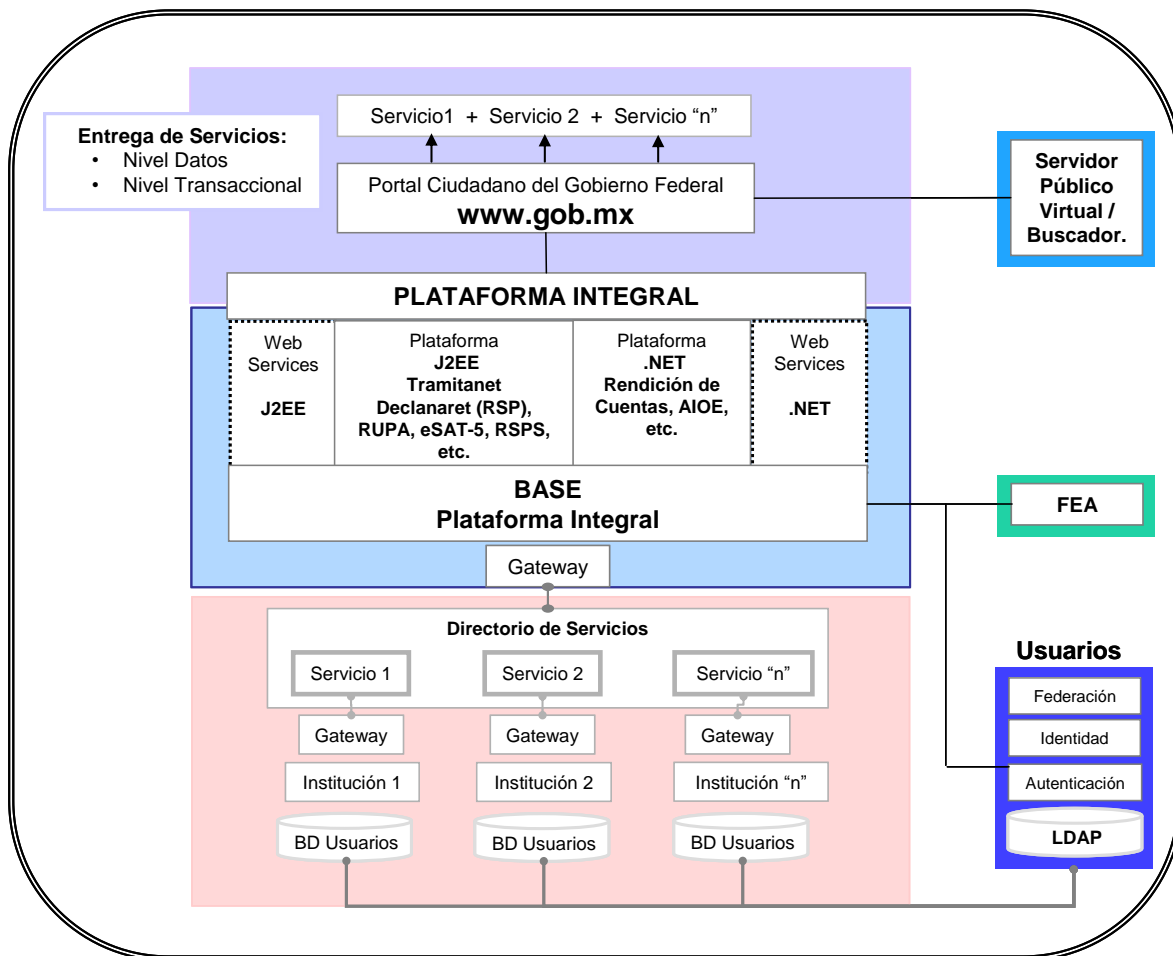 Servicio1 + Servicio 2 + Servicio “n”
Entrega de Servicios:
• Nivel Datos
• Nivel Transaccional
Portal Ciudadano del Gobierno Federal
www.gob.mx
Servidor
Público
Virtual /
Buscador.
PLATAFORMA INTEGRAL
Web
Services
J2EE
Plataforma
J2EE
Tramitanet
Declanaret (RSP),
RUPA, eSAT-5, RSPS,
etc.
Plataforma
.NET
Rendición de
Cuentas, AIOE,
etc.
Web
Services
.NET
BASE
Plataforma Integral
FEA
Gateway
Directorio de Servicios
Servicio 1
Servicio 2
Servicio “n”
Gateway
Gateway
Gateway
Institución 1
Institución 2
Institución “n”
BD Usuarios
BD Usuarios
BD Usuarios
Usuarios
Federación
Identidad
Autenticación
LDAP